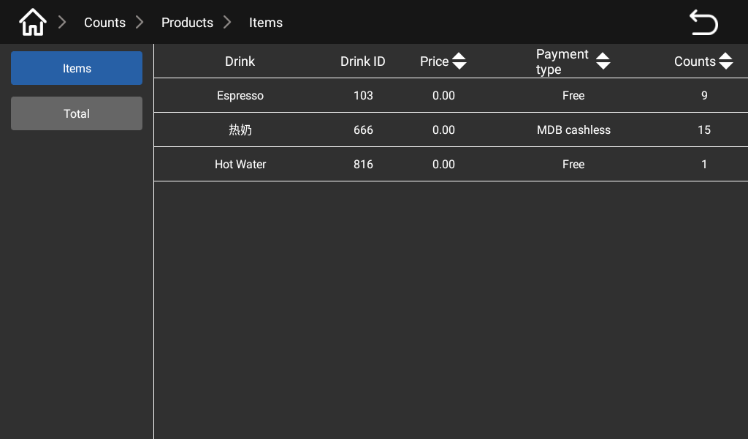 Counts Products Items
Items
Total
Drink Drink ID Price Payment type Counts
Espresso 103 0.00 Free 9
热奶 666 0.00 MDB cashless 15
Hot Water 816 0.00 Free 1